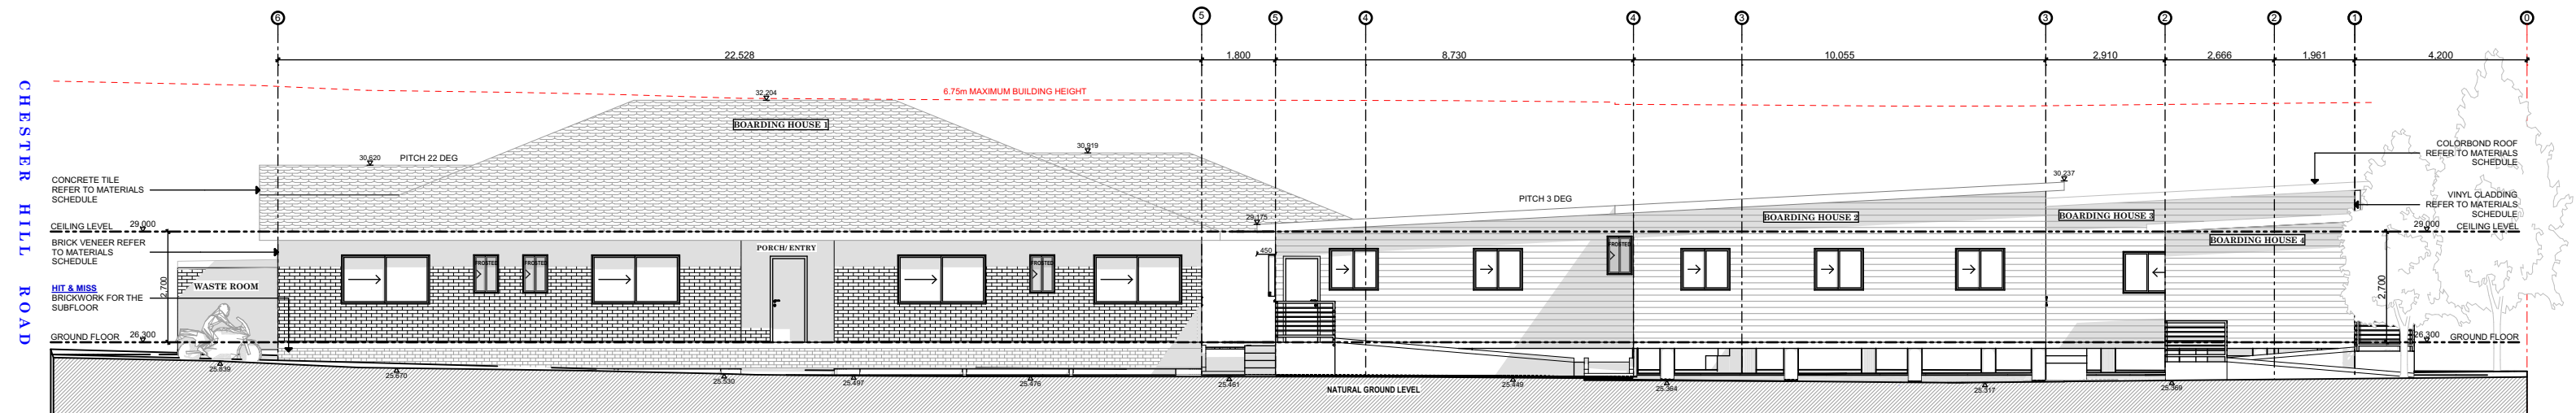 6
5
5
4
4
3
3
2
2
1
0
22,528
1,800
8,730
10,055
2,910
2,666
1,961
4,200
CHESTER HILL ROAD
6.75m MAXIMUM BUILDING HEIGHT
32.204
BOARDING HOUSE 1
30.620
PITCH 22 DEG
30.919
CONCRETE TILE
REFER TO MATERIALS
SCHEDULE
CEILING LEVEL 29,000
BRICK VENEER REFER
TO MATERIALS
SCHEDULE
HIT & MISS
BRICKWORK FOR THE
SUBFLOOR
GROUND FLOOR 26,300
2,700
WASTE ROOM
FROSTED
FROSTED
PORCH/ ENTRY
FROSTED
29.175
450
PITCH 3 DEG
30.237
BOARDING HOUSE 2
BOARDING HOUSE 3
BOARDING HOUSE 4
FROSTED
COLORBOND ROOF
REFER TO MATERIALS
SCHEDULE
VINYL CLADDING
REFER TO MATERIALS
SCHEDULE
29,000
CEILING LEVEL
2,700
26,300
GROUND FLOOR
25.839
25.670
25.530
25.497
25.476
25.461
NATURAL GROUND LEVEL
25.449
25.364
25.317
25.369